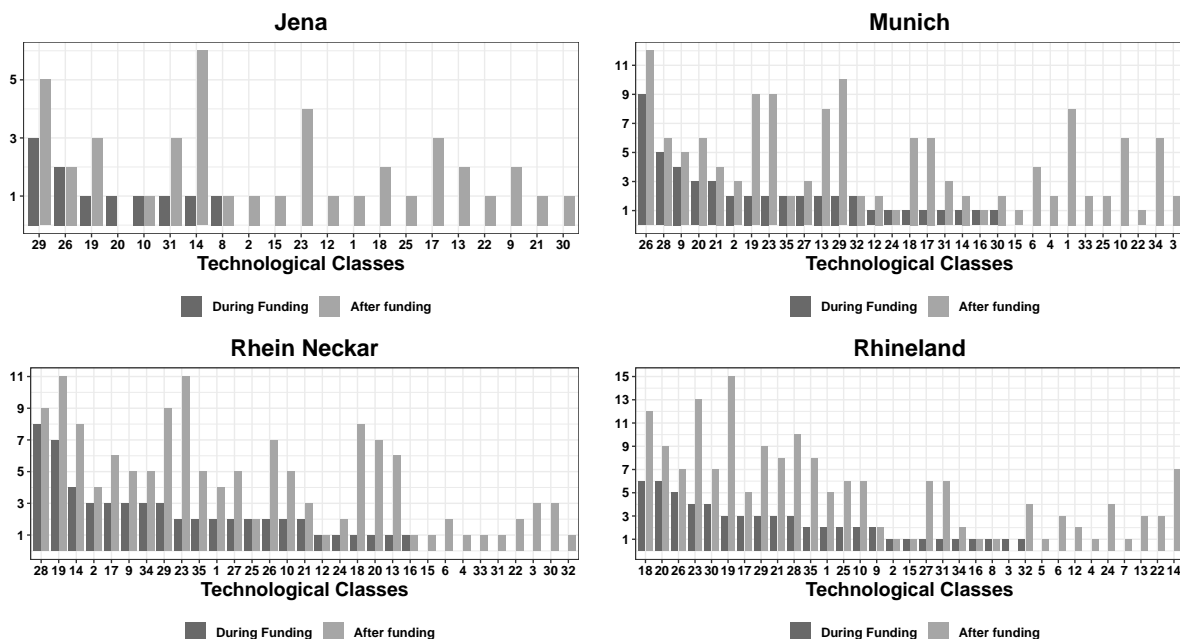 Jena
5
3
1
29 26 19 20 10 31 14 8 2 15 23 12 1 18 25 17 13 22 9 21 30
Technological Classes
During Funding After funding
Munich
11
9
7
5
3
1
26 28 9 20 21 2 19 23 35 27 13 29 32 12 24 18 17 31 14 16 30 15 6 4 1 33 25 10 22 34 3
Technological Classes
During Funding After funding
Rhein Neckar
11
9
7
5
3
1
28 19 14 2 17 9 34 29 23 35 1 27 25 26 10 21 12 24 18 20 13 16 15 6 4 33 31 22 3 30 32
Technological Classes
During Funding After funding
Rhineland
15
13
11
9
7
5
3
1
18 20 26 23 30 19 17 29 21 28 35 1 25 10 9 2 15 27 31 34 16 8 3 32 5 6 12 4 24 7 13 22 14
Technological Classes
During Funding After funding